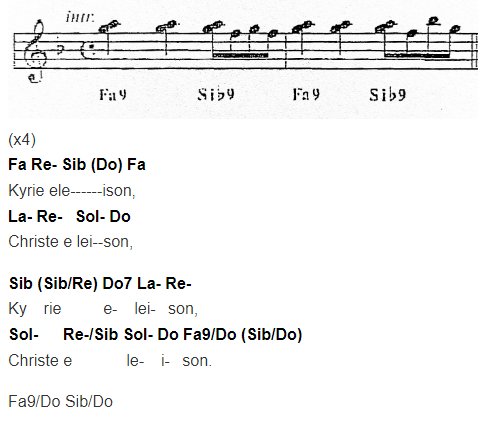 intr.
Fa9 Sib9 Fa9 Sib9
(x4)
Fa Re- Sib (Do) Fa
Kyrie ele------ison,
La- Re- Sol- Do
Christe e lei--son,
Sib (Sib/Re) Do7 La- Re-
Ky rie e- lei- son,
Sol- Re-/Sib Sol- Do Fa9/Do (Sib/Do)
Christe e le- i- son.
Fa9/Do Sib/Do